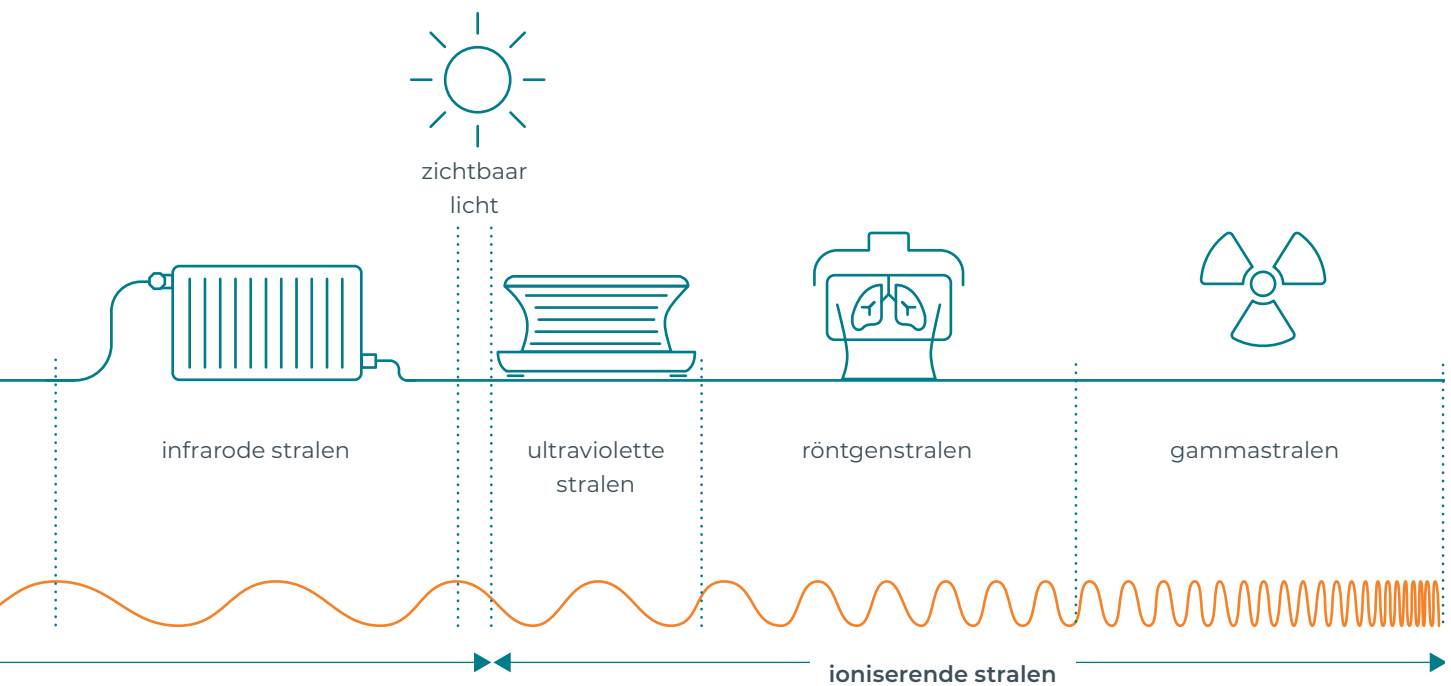 zichtbaar
licht
infrarode stralen
ultraviolette
stralen
röntgenstralen
gammastralen
ioniserende stralen